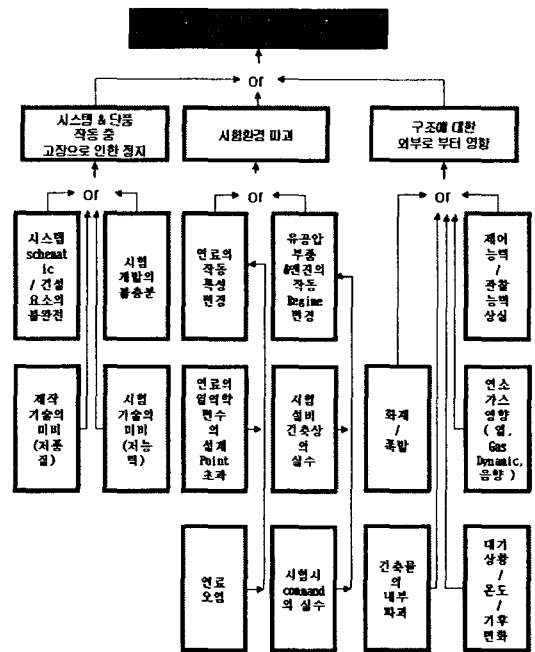 or
시스템 & 단품
작동 중
고장으로 인한 정지
시험환경 파괴
구조에 대한
외부로 부터 영향
or
or
or
시스템
schemat
ic
/ 건설
요소의
불완전
시험
개발의
불충분
연료의
작동
특성
변경
유공압
부품
&엔진의
작동
Regime
변경
제어
능력
/
관찰
능력
상실
제작
기술의
미비
(저품
질)
시험
기술의
미비
(저능
력)
연료의
열역학
변수의
설계
Point
초과
시험
설비
건축상
의
실수
화재
/
폭발
연소
가스
영향
( 열,
Gas
Dynamic,
음향 )
연료
오염
시험시
command
의 실수
건축물
의
내부
파괴
대기
상황
/
온도
/
기후
변화